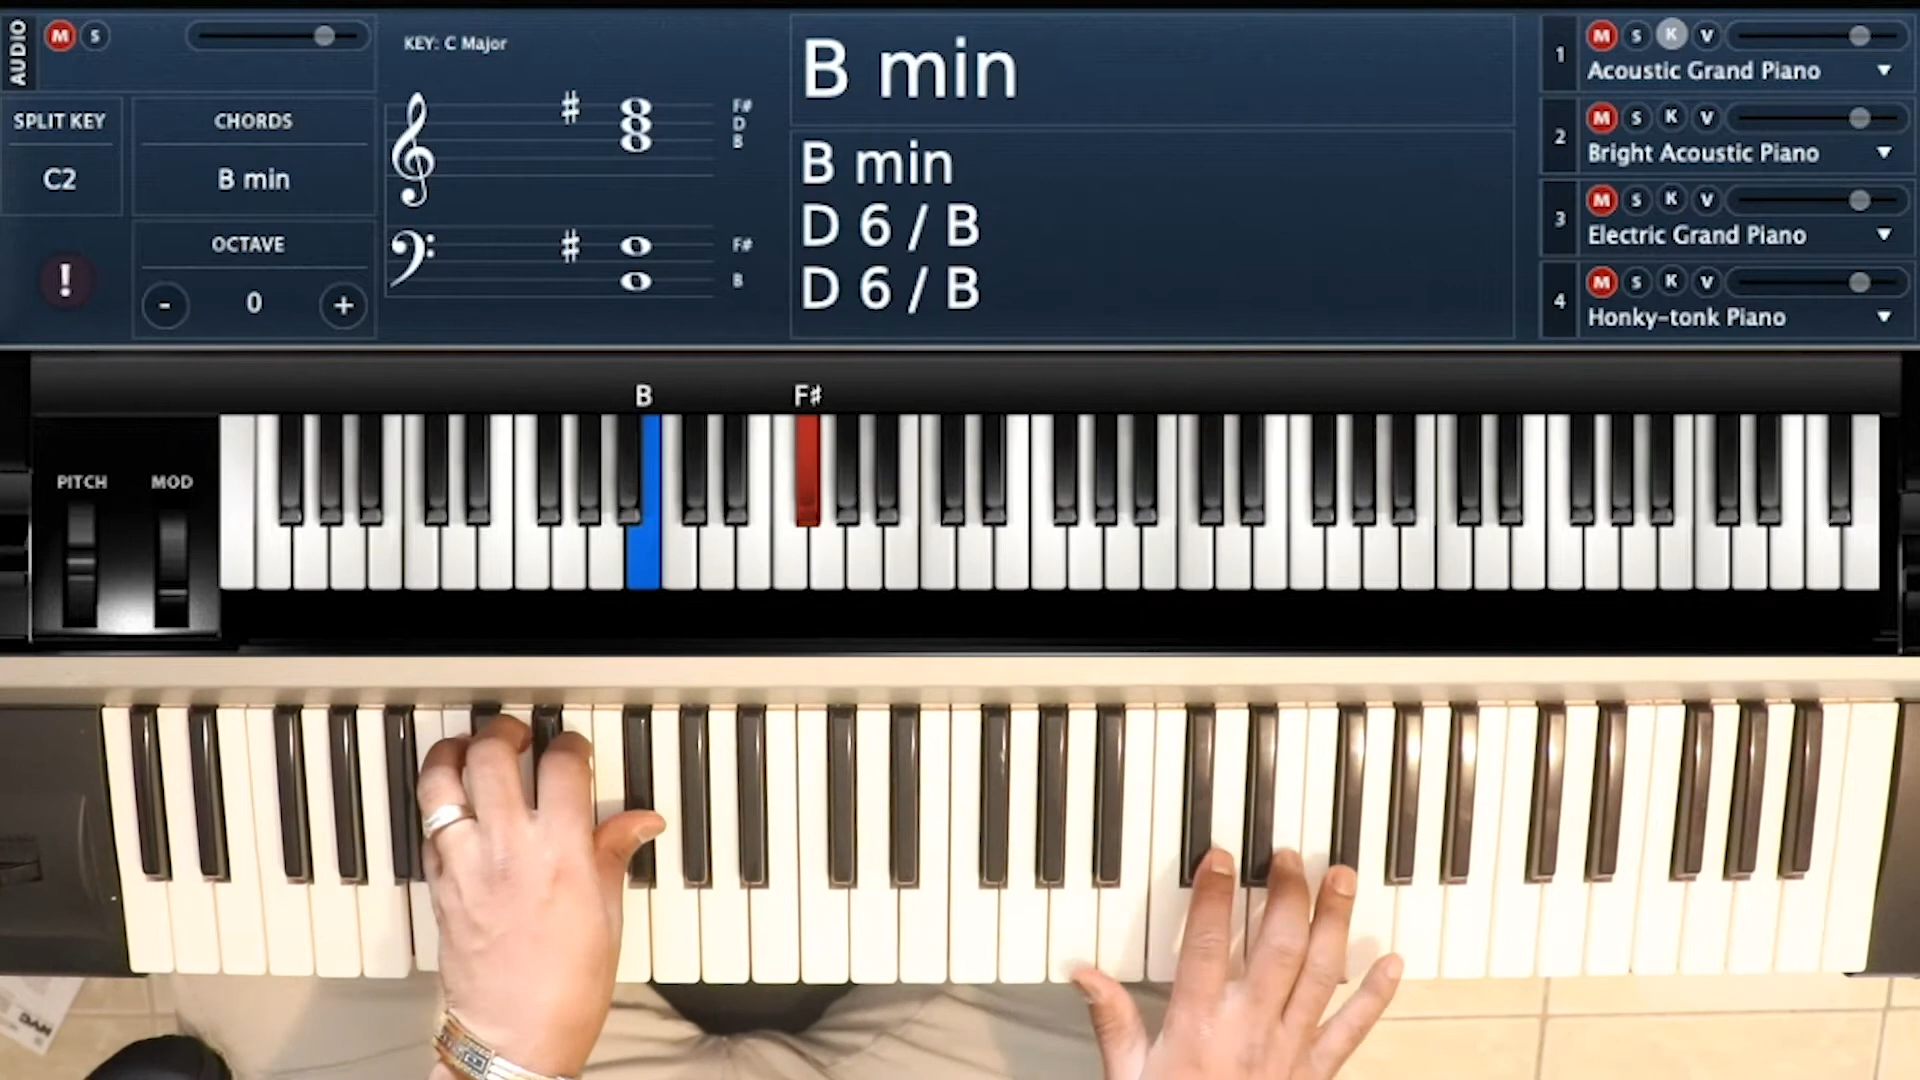 AUDIO
M S
SPLIT KEY
C2
!
CHORDS
B min
OCTAVE
- 0 +
KEY: C Major
F#
D
B
F#
B
B min
B min
D 6 / B
D 6 / B
1
M S K V
Acoustic Grand Piano
2
M S K V
Bright Acoustic Piano
3
M S K V
Electric Grand Piano
4
M S K V
Honky-tonk Piano
B F♯
PITCH MOD